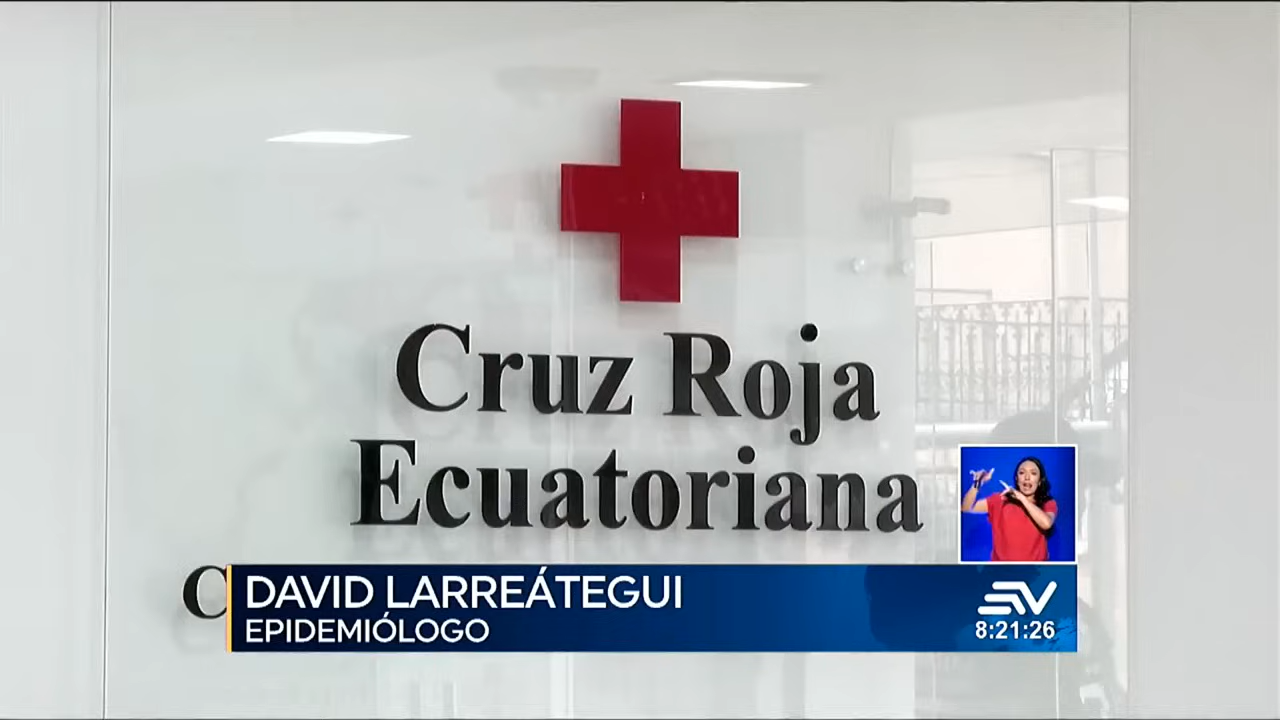 Cruz Roja
Ecuatoriana
DAVID LARREÁTEGUI
EPIDEMIÓLOGO
8:21:26